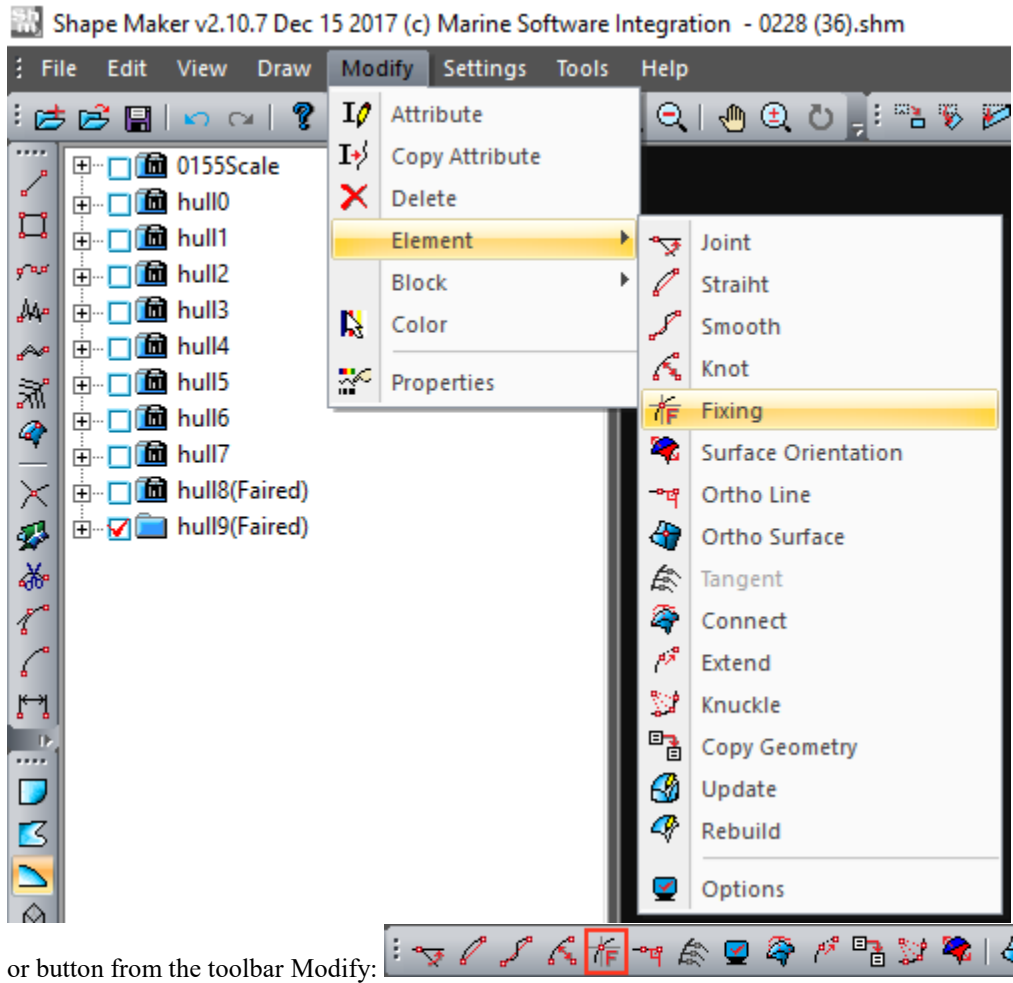 Shape Maker v2.10.7 Dec 15 2017 (c) Marine Software Integration - 0228 (36).shm
File Edit View Draw Modify Settings Tools Help
Attribute
Copy Attribute
Delete
Element
Block
Color
Properties
0155Scale
hull0
hull1
hull2
hull3
hull4
hull5
hull6
hull7
hull8(Faired)
hull9(Faired)
Joint
Straiht
Smooth
Knot
Fixing
Surface Orientation
Ortho Line
Ortho Surface
Tangent
Connect
Extend
Knuckle
Copy Geometry
Update
Rebuild
Options
or button from the toolbar Modify: